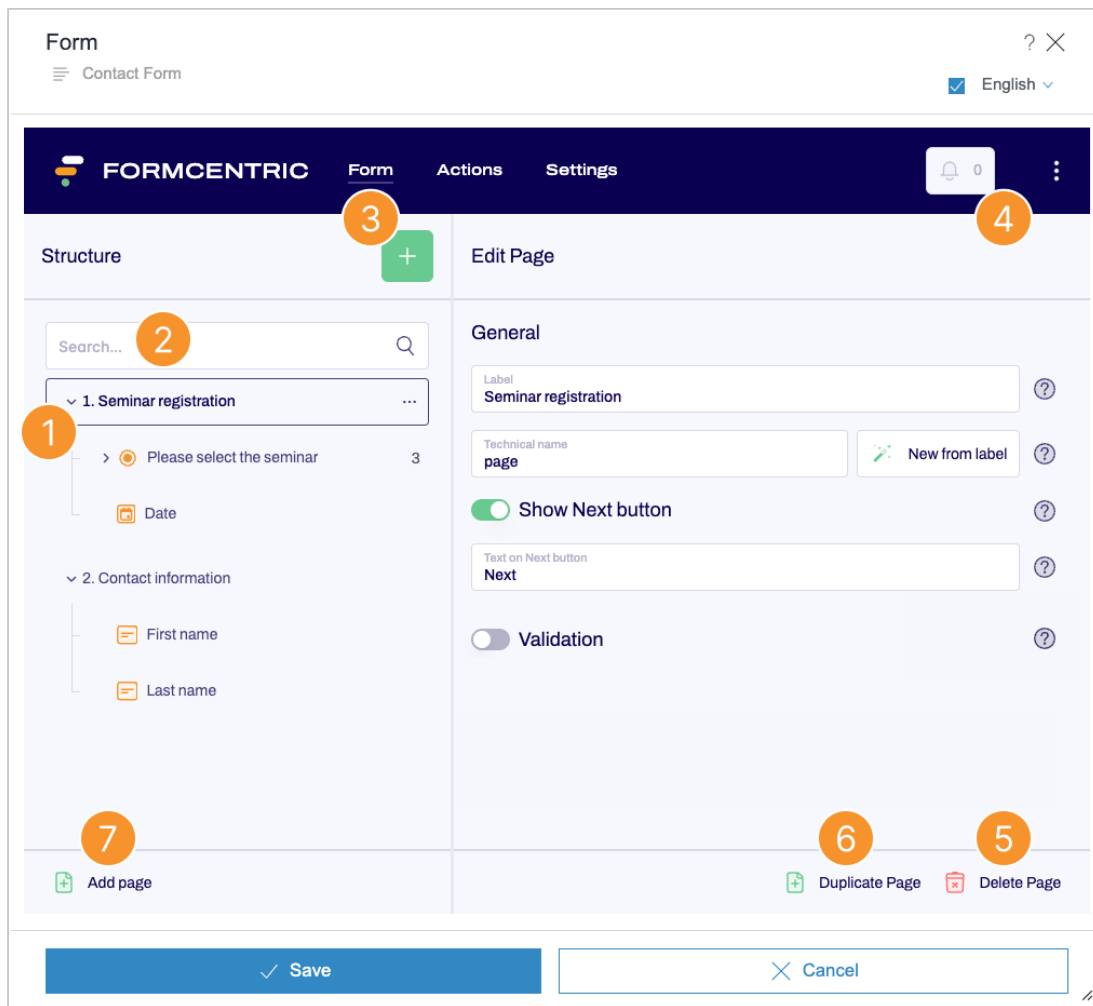 Form
?
Contact Form
English
FORMCENTRIC Form Actions Settings 0
3
4
Structure
+
Edit Page
Search...
2
General
Label
Seminar registration
?
1. Seminar registration
...
1
Technical name
page
New from label
?
Please select the seminar 3
Show Next button
?
Date
Text on Next button
Next
?
2. Contact information
First name
Validation
?
Last name
7
6
5
Add page
Duplicate Page
Delete Page
Save
Cancel